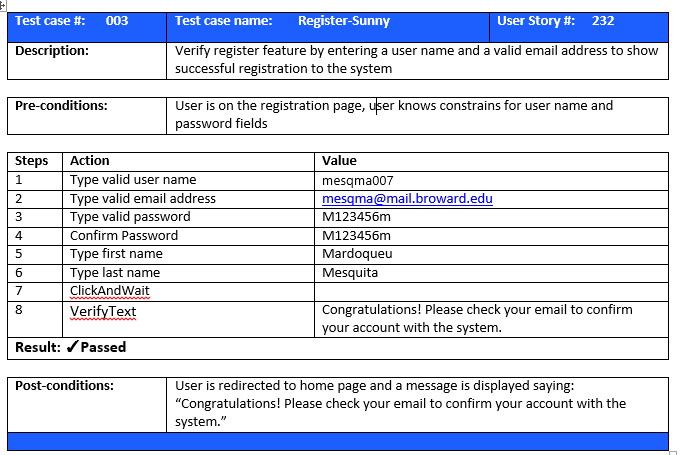 Test case #: 003 Test case name: Register-Sunny User Story #: 232
Description: Verify register feature by entering a user name and a valid email address to show
successful registration to the system
Pre-conditions: User is on the registration page, user knows constrains for user name and
password fields
Steps Action Value
1 Type valid user name mesqma007
2 Type valid email address mesqma@mail.broward.edu
3 Type valid password M123456m
4 Confirm Password M123456m
5 Type first name Mardoqueu
6 Type last name Mesquita
7 ClickAndWait
8 VerifyText Congratulations! Please check your email to confirm
your account with the system.
Result: ✓Passed
Post-conditions: User is redirected to home page and a message is displayed saying:
“Congratulations! Please check your email to confirm your account with the
system.”